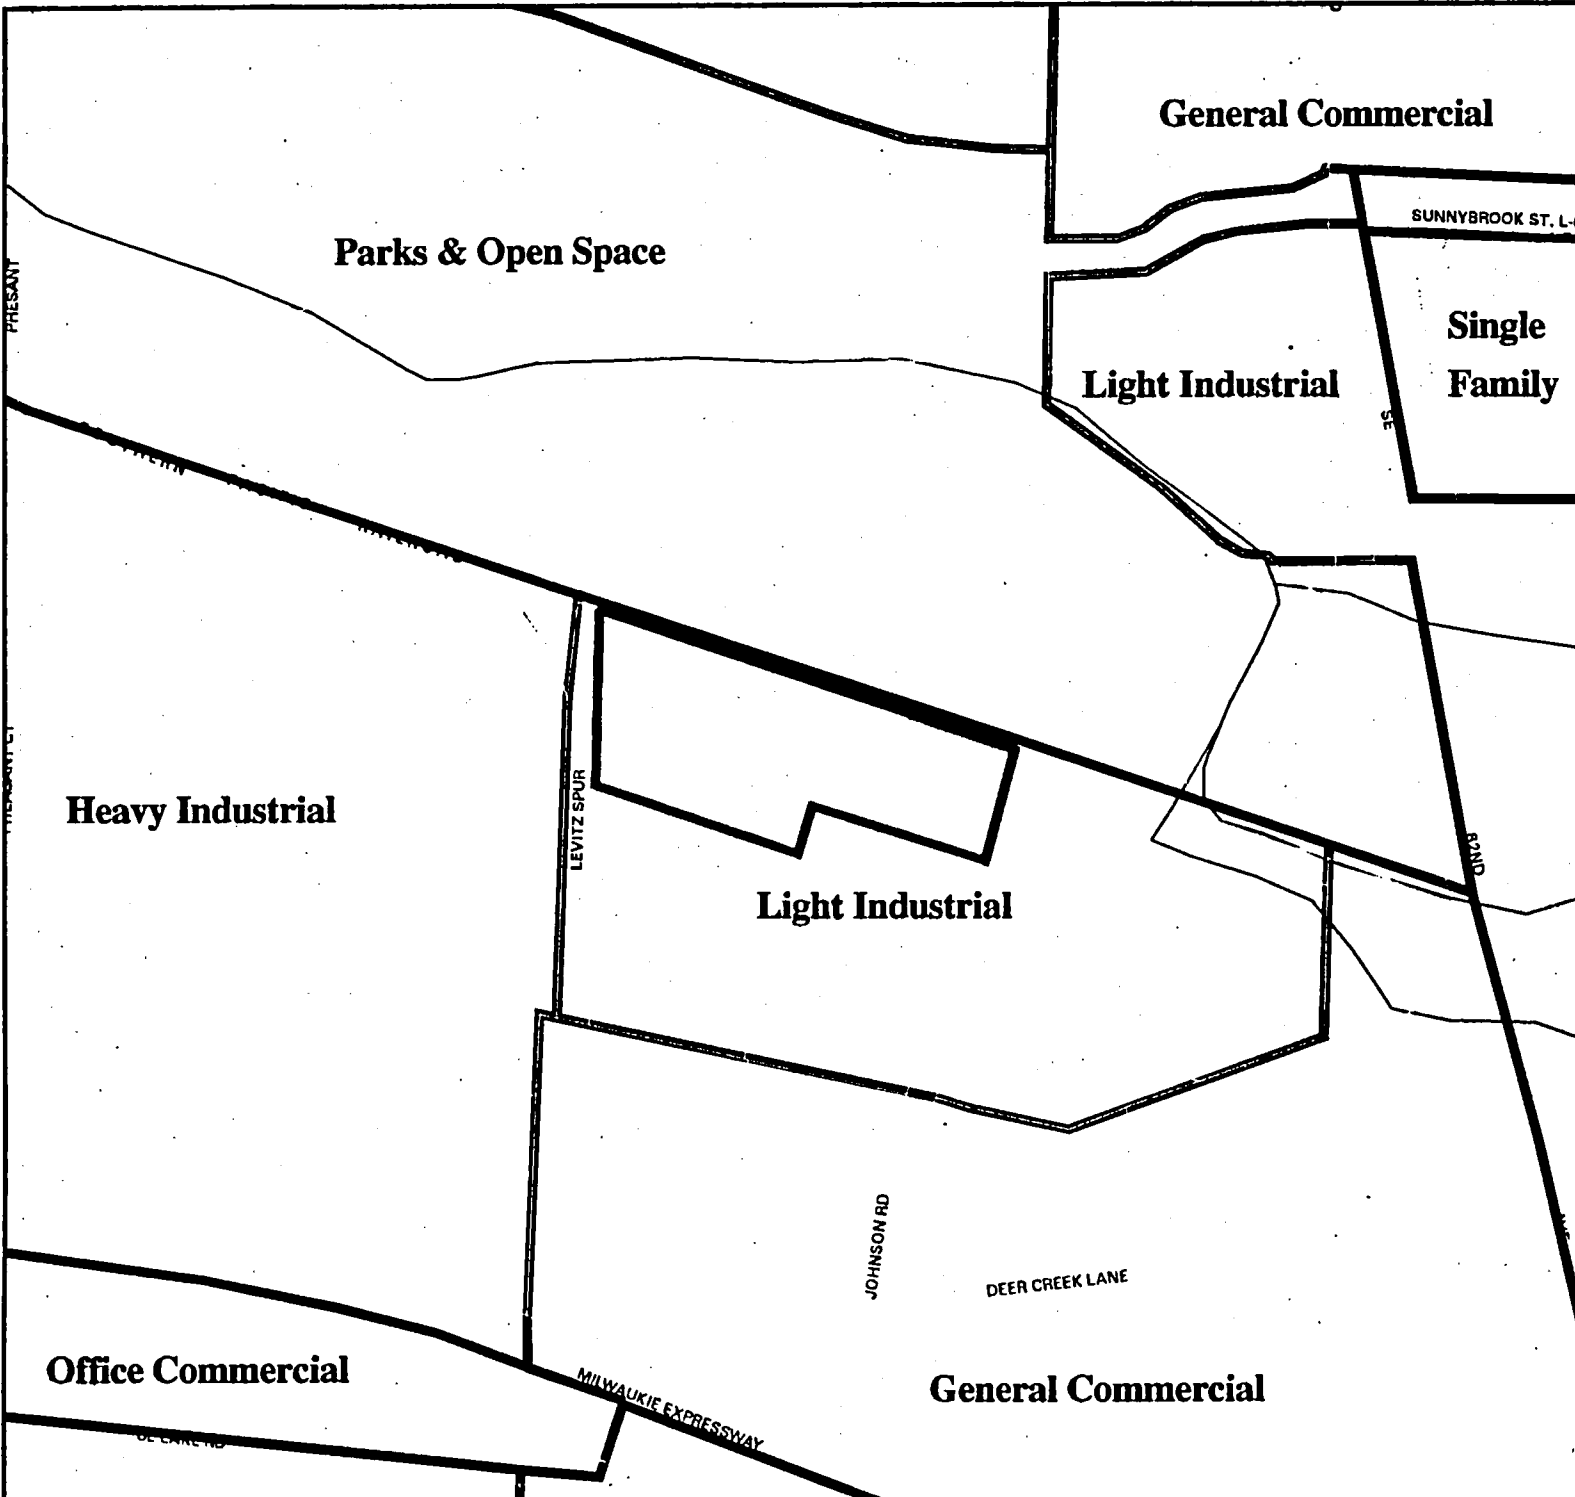 General Commercial
SUNNYBROOK ST, L-
Parks & Open Space
Single
Family
Light Industrial
SE
LEVITZ SPUR
Heavy Industrial
82ND
Light Industrial
JOHNSON RD
DEER CREEK LANE
Office Commercial
MILWAUKIE EXPRESSWAY
General Commercial